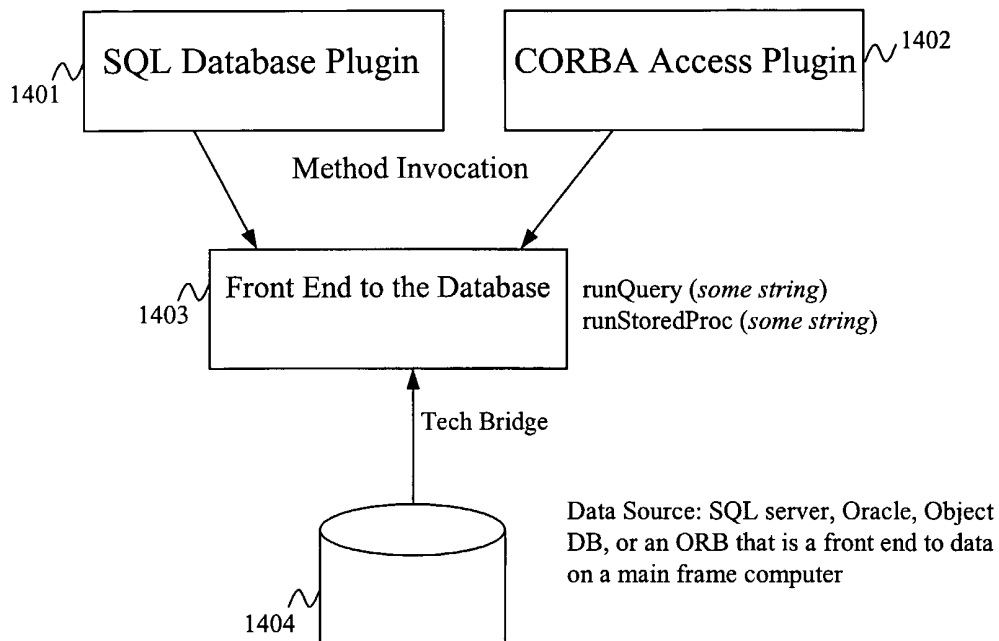 SQL Database Plugin
1401
CORBA Access Plugin
1402
Method Invocation
Front End to the Database
1403
runQuery (some string)
runStoredProc (some string)
Tech Bridge
Data Source: SQL server, Oracle, Object
DB, or an ORB that is a front end to data
on a main frame computer
1404